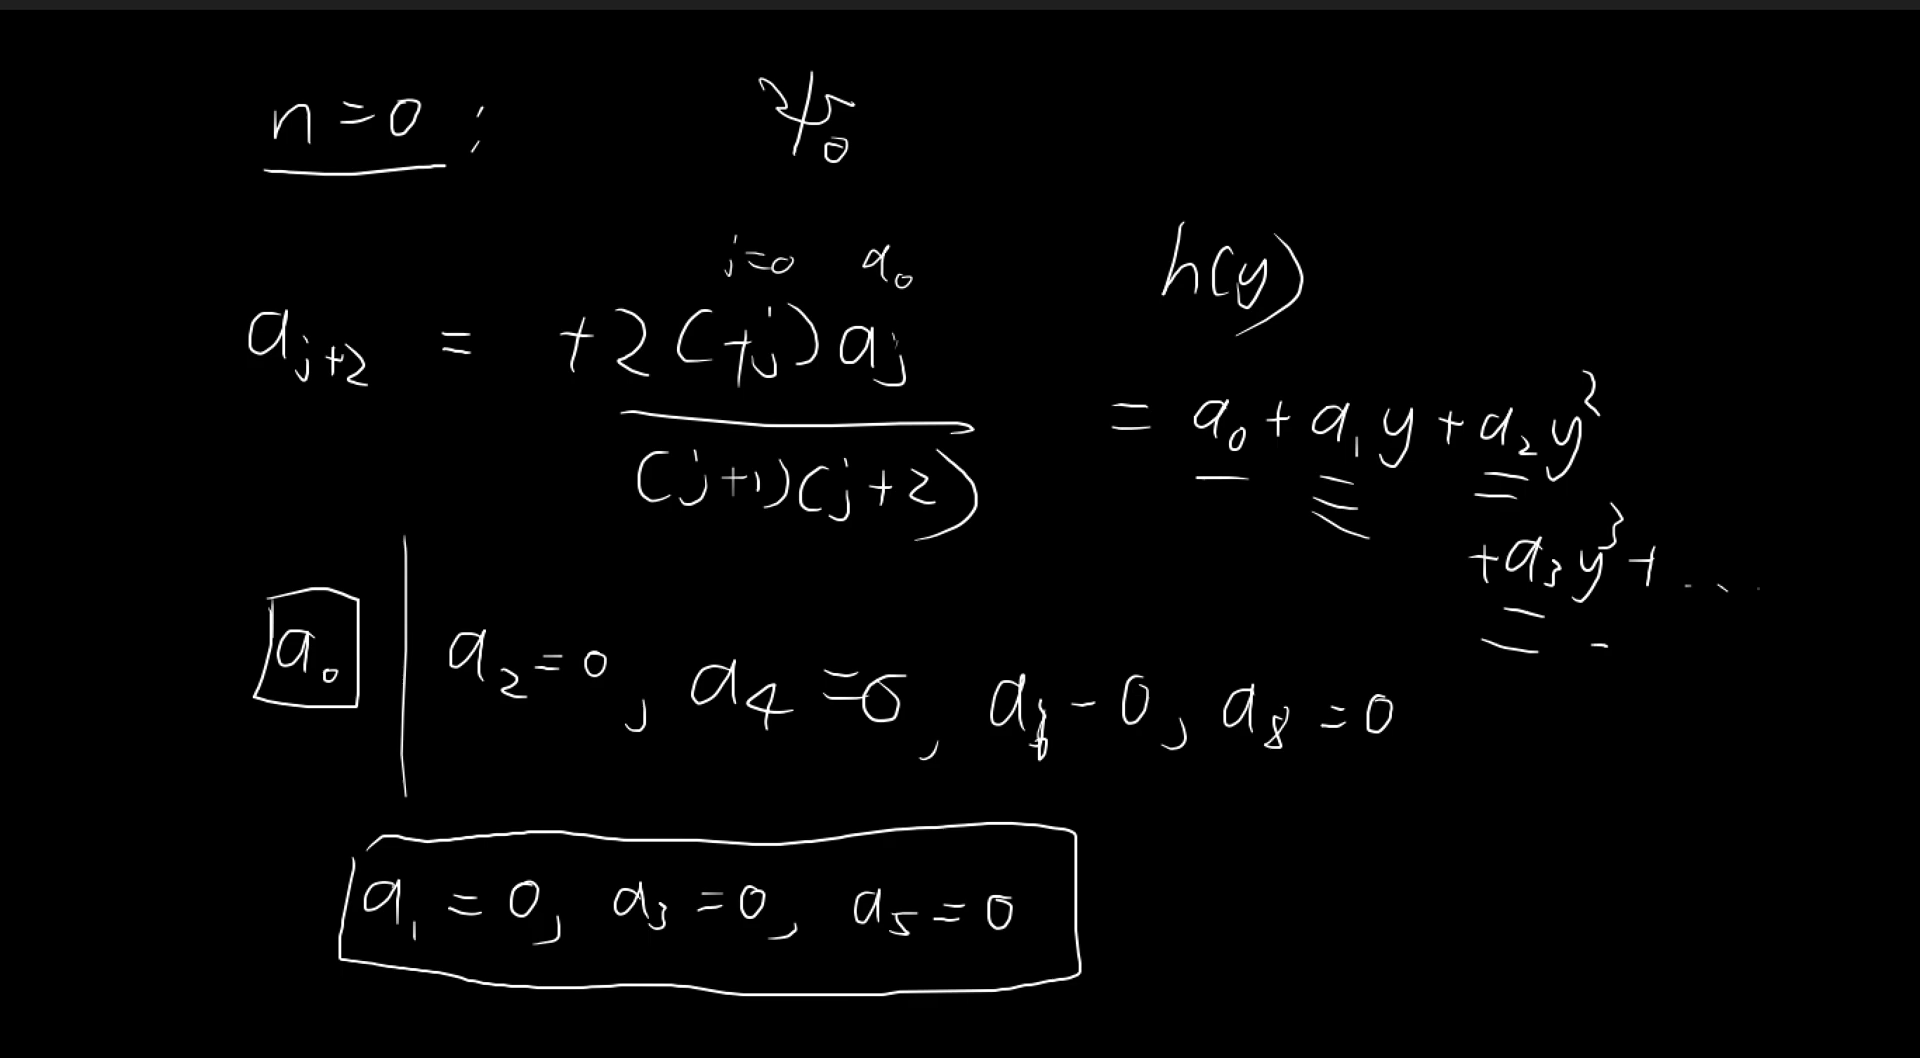 n=0 ; ψ₀
j=0 a₀
a_{j+2} = +2(+j)a_j / (j+1)(j+2)
h(y)
= a₀ + a₁y + a₂y²
+ a₃y³ + ...
a₀ | a₂=0, a₄=0, a₆-0, a₈=0
a₁=0, a₃=0, a₅=0